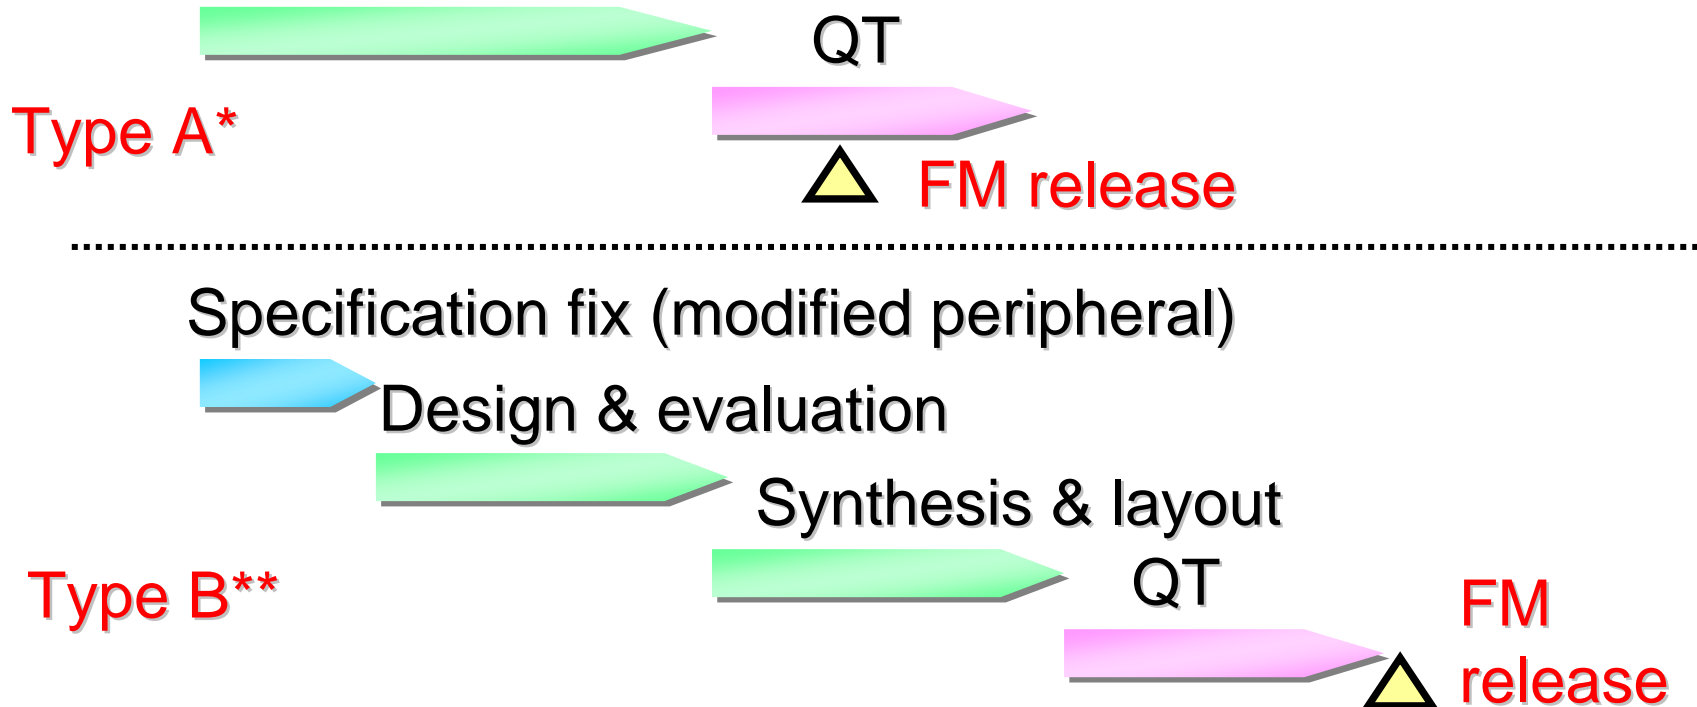 QT
Type A*
FM release
Specification fix (modified peripheral)
Design & evaluation
Synthesis & layout
QT
Type B**
FM
release